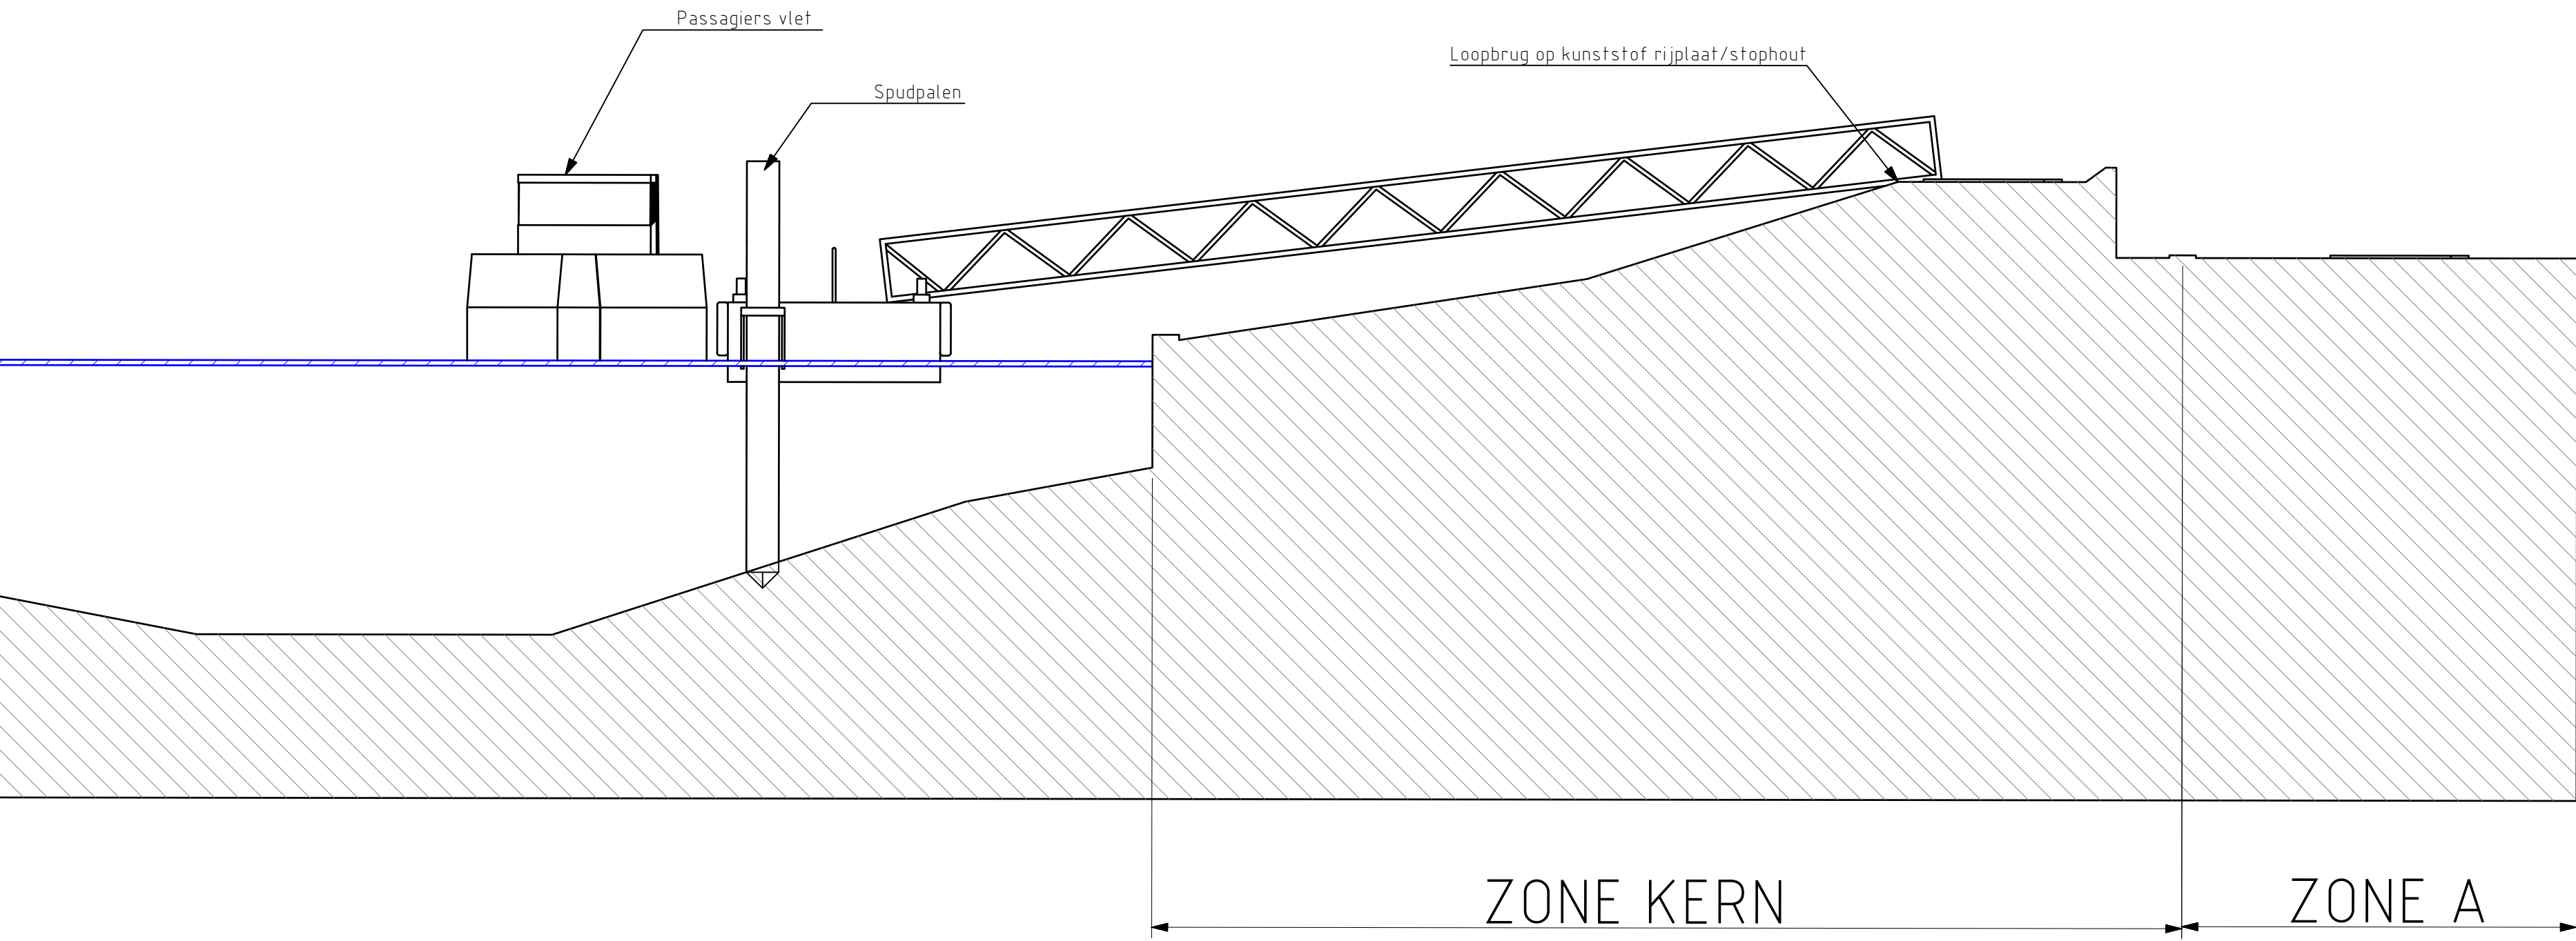 Passagiers vlet
Spudpalen
Loopbrug op kunststof rijplaat/stophout
ZONE KERN
ZONE A